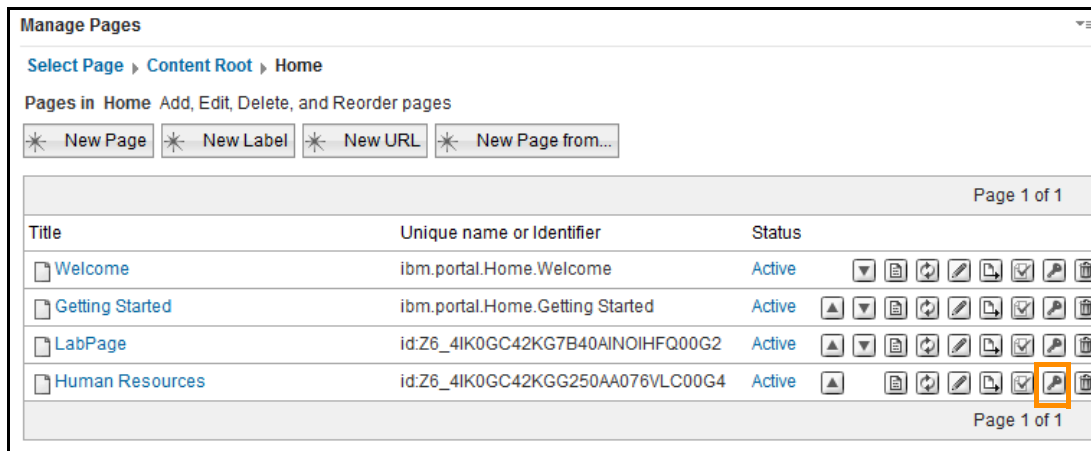 Manage Pages
Select Page Content Root Home
Pages in Home Add, Edit, Delete, and Reorder pages
New Page New Label New URL New Page from...
Page 1 of 1
Title Unique name or Identifier Status
Welcome ibm.portal.Home.Welcome Active
Getting Started ibm.portal.Home.Getting Started Active
LabPage id:Z6_4IK0GC42KG7B40AINOIHFQ00G2 Active
Human Resources id:Z6_4IK0GC42KGG250AA076VLC00G4 Active
Page 1 of 1